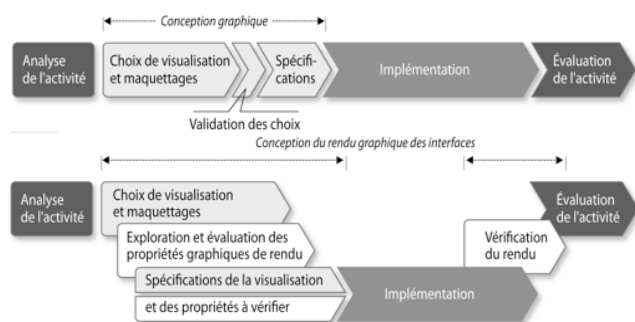 Conception graphique
Analyse
de l'activité
Choix de visualisation
et maquettages
Spécifi-
cations
Implémentation
Évaluation
de l'activité
Validation des choix
Conception du rendu graphique des interfaces
Analyse
de l'activité
Choix de visualisation
et maquettages
Exploration et évaluation des
propriétés graphiques de rendu
Spécifications de la visualisation
et des propriétés à vérifier
Implémentation
Vérification
du rendu
Évaluation
de l'activité